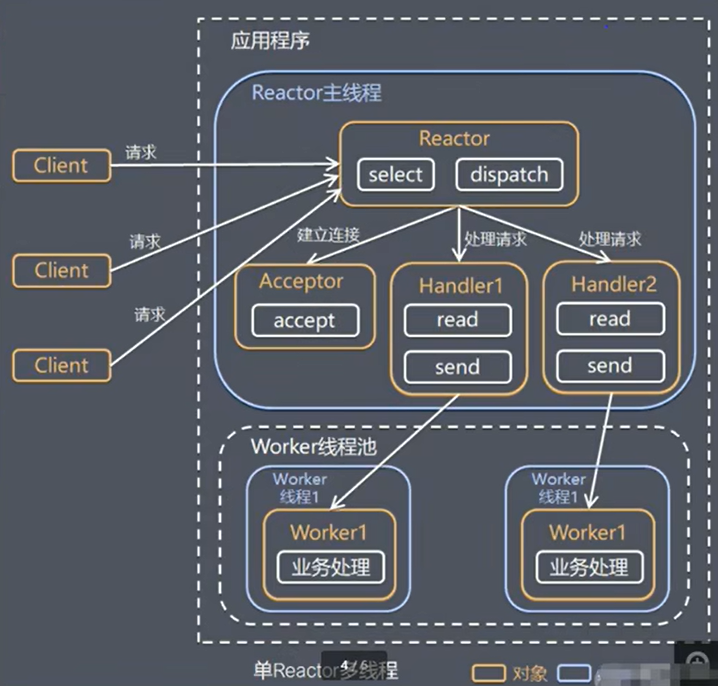 应用程序
Reactor主线程
Reactor
select
dispatch
Client
请求
Client
请求
Client
请求
建立连接
处理请求
处理请求
Acceptor
accept
Handler1
read
send
Handler2
read
send
Worker线程池
Worker
线程1
Worker1
业务处理
Worker
线程1
Worker1
业务处理
单Reactor多线程
4/6
对象